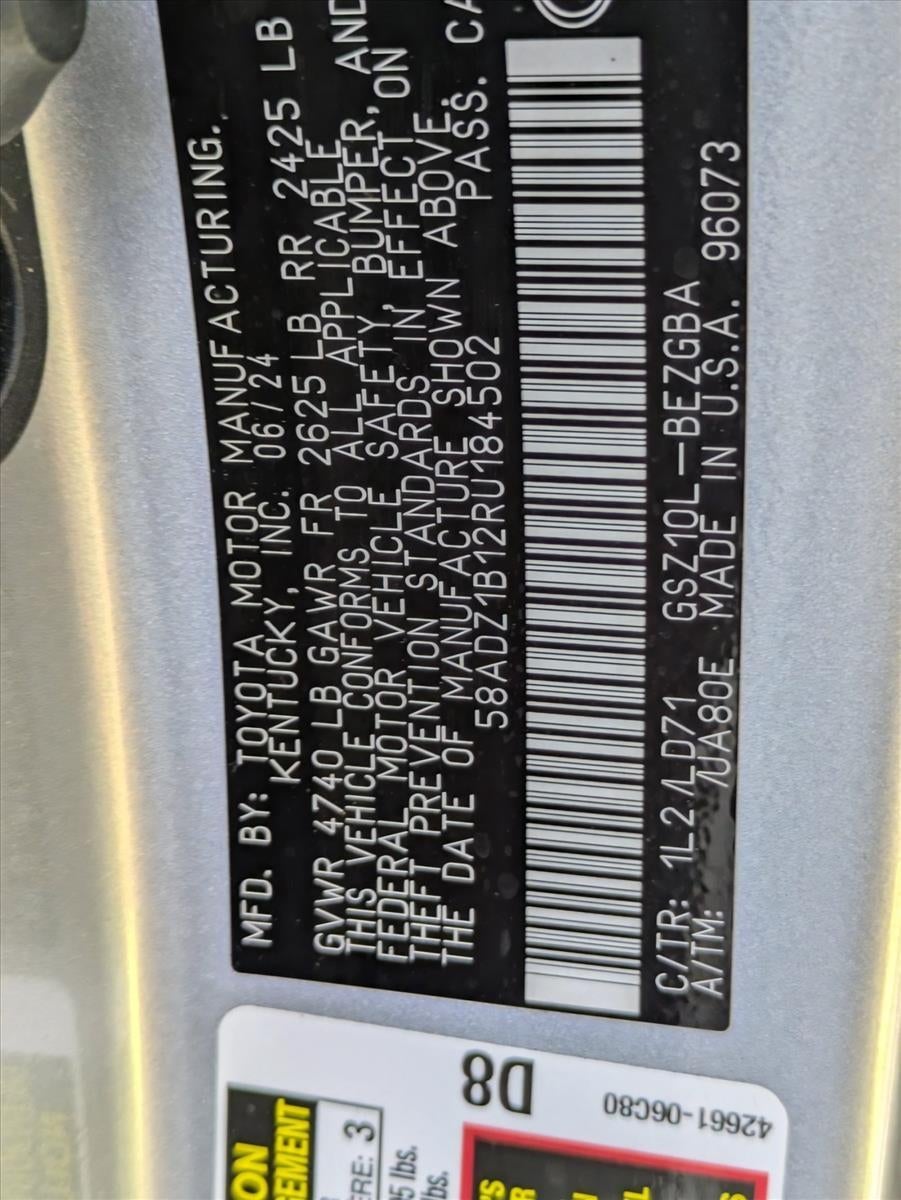 MFD. BY: TOYOTA MOTOR MANUFACTURING.
KENTUCKY, INC. 06/24
GVWR 4740 LB GAWR FR 2625 LB RR 2425 LB
THIS VEHICLE CONFORMS TO ALL APPLICABLE
FEDERAL MOTOR VEHICLE SAFETY, BUMPER, AND
THEFT PREVENTION STANDARDS IN EFFECT ON
THE DATE OF MANUFACTURE SHOWN ABOVE.
58ADZ1B12RU184502 PASS. CA
C/TR: 1L2/LD71 GSZ10L-BEZGBA
A/TM: /UA80E MADE IN U.S.A. 96073
D8
42661-06C80
ERE: 3
lbs.